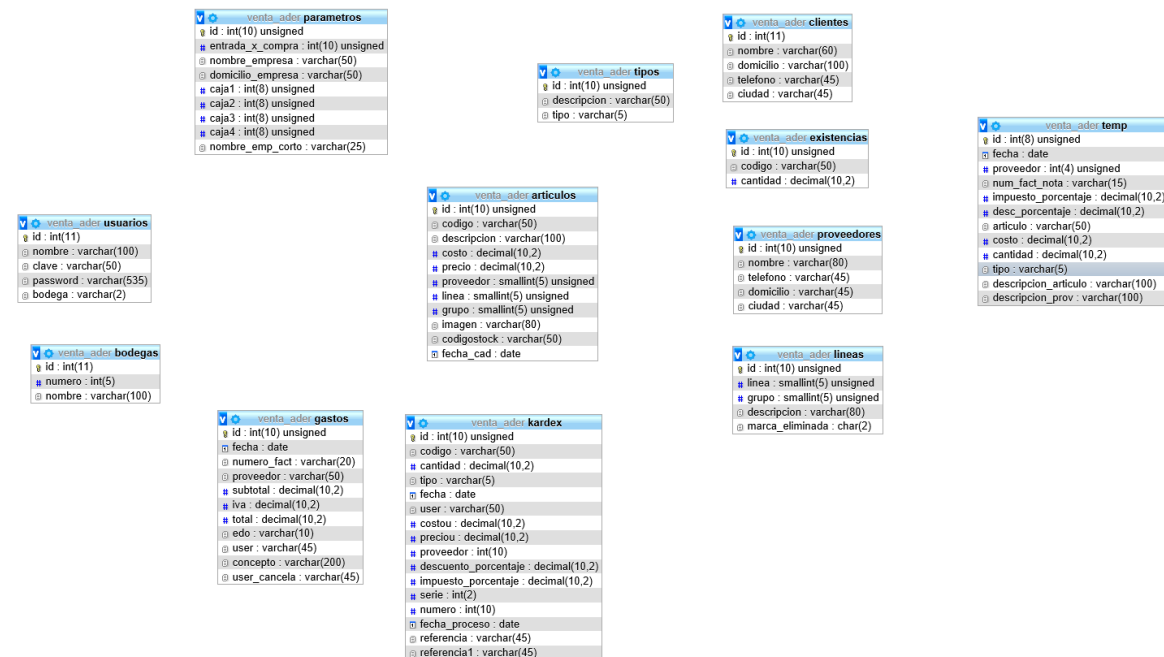 venta_ader parametros
id : int(10) unsigned
entrada_x_compra : int(10) unsigned
nombre_empresa : varchar(50)
domicilio_empresa : varchar(50)
caja1 : int(8) unsigned
caja2 : int(8) unsigned
caja3 : int(8) unsigned
caja4 : int(8) unsigned
nombre_emp_corto : varchar(25)
venta_ader tipos
id : int(10) unsigned
descripcion : varchar(50)
tipo : varchar(5)
venta_ader clientes
id : int(11)
nombre : varchar(60)
domicilio : varchar(100)
telefono : varchar(45)
ciudad : varchar(45)
venta_ader existencias
id : int(10) unsigned
codigo : varchar(50)
cantidad : decimal(10,2)
venta_ader temp
id : int(8) unsigned
fecha : date
proveedor : int(4) unsigned
num_fact_nota : varchar(15)
impuesto_porcentaje : decimal(10,2)
desc_porcentaje : decimal(10,2)
articulo : varchar(50)
costo : decimal(10,2)
cantidad : decimal(10,2)
tipo : varchar(5)
descripcion_articulo : varchar(100)
descripcion_prov : varchar(100)
venta_ader usuarios
id : int(11)
nombre : varchar(100)
clave : varchar(50)
password : varchar(535)
bodega : varchar(2)
venta_ader articulos
id : int(10) unsigned
codigo : varchar(50)
descripcion : varchar(100)
costo : decimal(10,2)
precio : decimal(10,2)
proveedor : smallint(5) unsigned
linea : smallint(5) unsigned
grupo : smallint(5) unsigned
imagen : varchar(80)
codigostock : varchar(50)
fecha_cad : date
venta_ader proveedores
id : int(10) unsigned
nombre : varchar(80)
telefono : varchar(45)
domicilio : varchar(45)
ciudad : varchar(45)
venta_ader bodegas
id : int(11)
numero : int(5)
nombre : varchar(100)
venta_ader lineas
id : int(10) unsigned
linea : smallint(5) unsigned
grupo : smallint(5) unsigned
descripcion : varchar(80)
marca_eliminada : char(2)
venta_ader gastos
id : int(10) unsigned
fecha : date
numero_fact : varchar(20)
proveedor : varchar(50)
subtotal : decimal(10,2)
iva : decimal(10,2)
total : decimal(10,2)
edo : varchar(10)
user : varchar(45)
concepto : varchar(200)
user_cancela : varchar(45)
venta_ader kardex
id : int(10) unsigned
codigo : varchar(50)
cantidad : decimal(10,2)
tipo : varchar(5)
fecha : date
user : varchar(50)
costou : decimal(10,2)
preciou : decimal(10,2)
proveedor : int(10)
descuento_porcentaje : decimal(10,2)
impuesto_porcentaje : decimal(10,2)
serie : int(2)
numero : int(10)
fecha_proceso : date
referencia : varchar(45)
referencia1 : varchar(45)